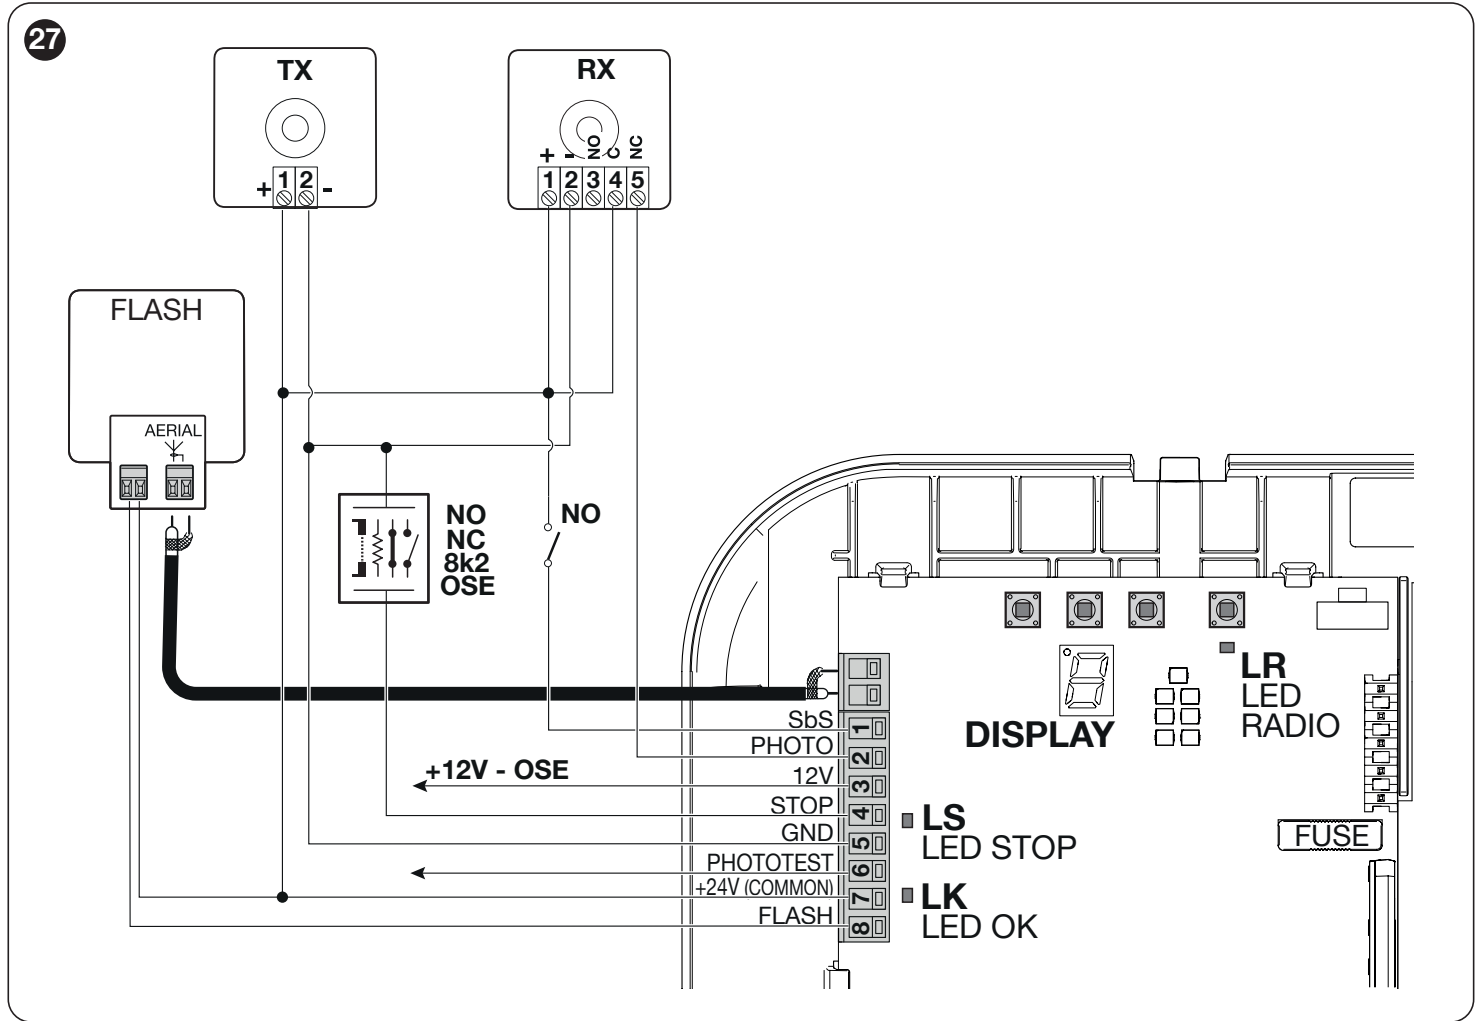 27
TX
+ 1 2 -
RX
+ - NO C NC
1 2 3 4 5
FLASH
AERIAL
NO
NC
8k2
OSE
NO
SbS 1
PHOTO 2
+12V - OSE
12V 3
STOP 4
GND 5
PHOTOTEST 6
+24V (COMMON) 7
FLASH 8
DISPLAY
LR
LED
RADIO
LS
LED STOP
LK
LED OK
FUSE